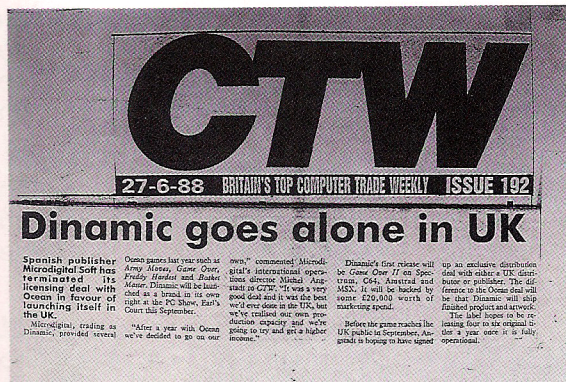 CTW
27-6-88 BRITAIN'S TOP COMPUTER TRADE WEEKLY ISSUE 192
Dinamic goes alone in UK
Spanish publisher
Microdigital Soft has
terminated its
licensing deal with
Ocean in favour of
launching itself in
the UK.
Microdigital, trading as
Dinamic, provided several
Ocean games last year such as
Army Moves, Game Over,
Freddy Hardest and Basket
Master. Dinamic will be laun-
ched as a brand in its own
right at the PC Show, Earl's
Court this September.
"After a year with Ocean
we've decided to go on our
own," commented Microdi-
gital's international opera-
tions director Michel Ang-
stadt to CTW. "It was a very
good deal and it was the best
we'd ever done in the UK, but
we've realised our own pro-
duction capacity and we're
going to try and get a higher
income."
Dinamic's first release will
be Game Over II on Spec-
trum, C64, Amstrad and
MSX. It will be backed by
some £20,000 worth of
marketing spend.
Before the game reaches the
UK public in September, An-
gstadt is hoping to have signed
up an exclusive distribution
deal with either a UK distri-
butor or publisher. The dif-
ference to the Ocean deal will
be that Dinamic will ship
finished product and artwork.
The label hopes to be re-
leasing four to six original ti-
tles a year once it is fully
operational.